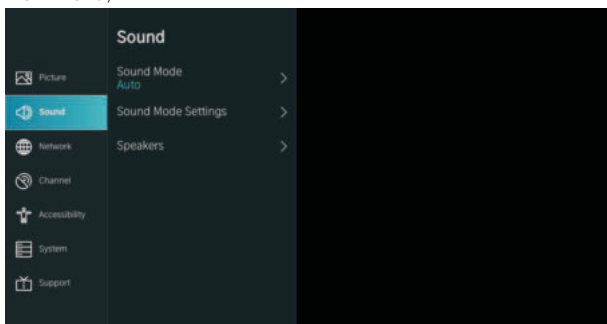 Sound
Picture
Sound
Network
Channel
Accessibility
System
Support
Sound Mode
Auto
Sound Mode Settings
Speakers